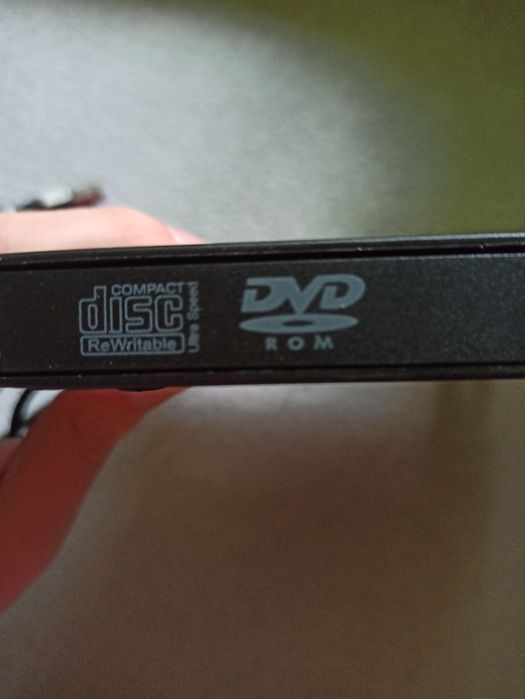 COMPACT
disc
ReWritable
Ultra Speed
DVD
ROM